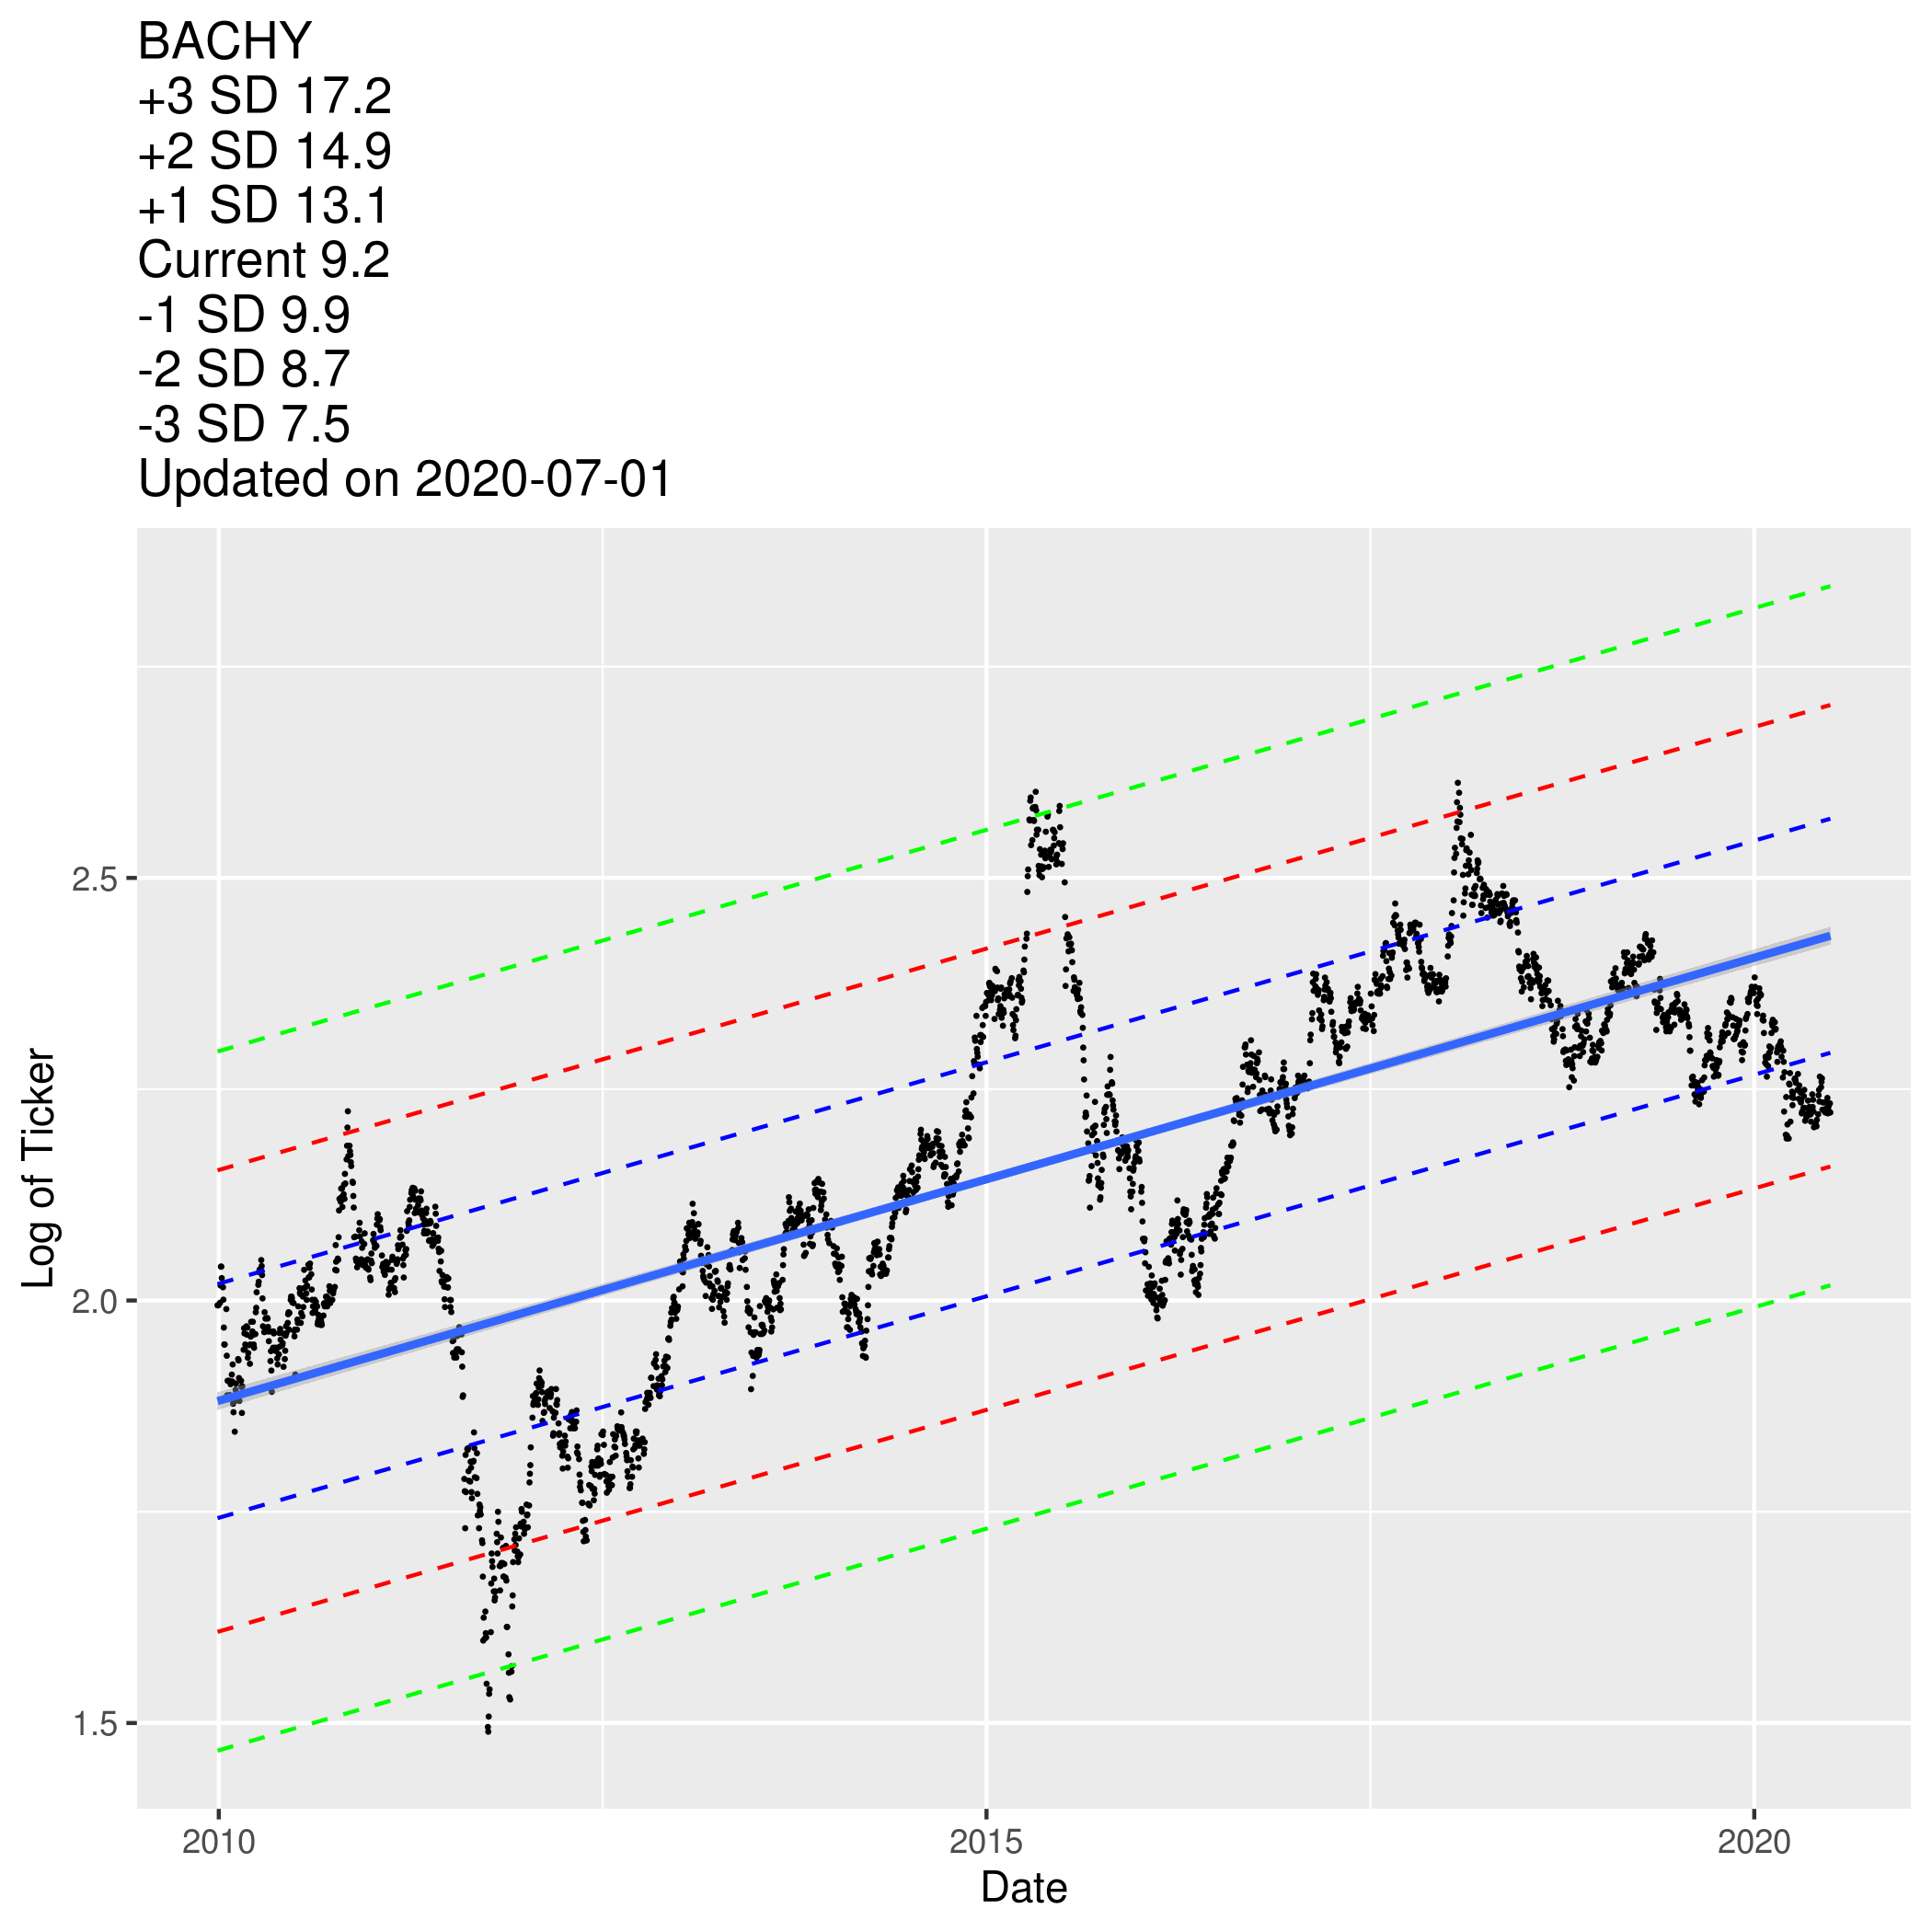 BACHY
+3 SD 17.2
+2 SD 14.9
+1 SD 13.1
Current 9.2
-1 SD 9.9
-2 SD 8.7
-3 SD 7.5
Updated on 2020-07-01
Log of Ticker
2.5
2.0
1.5
2010 2015 2020
Date